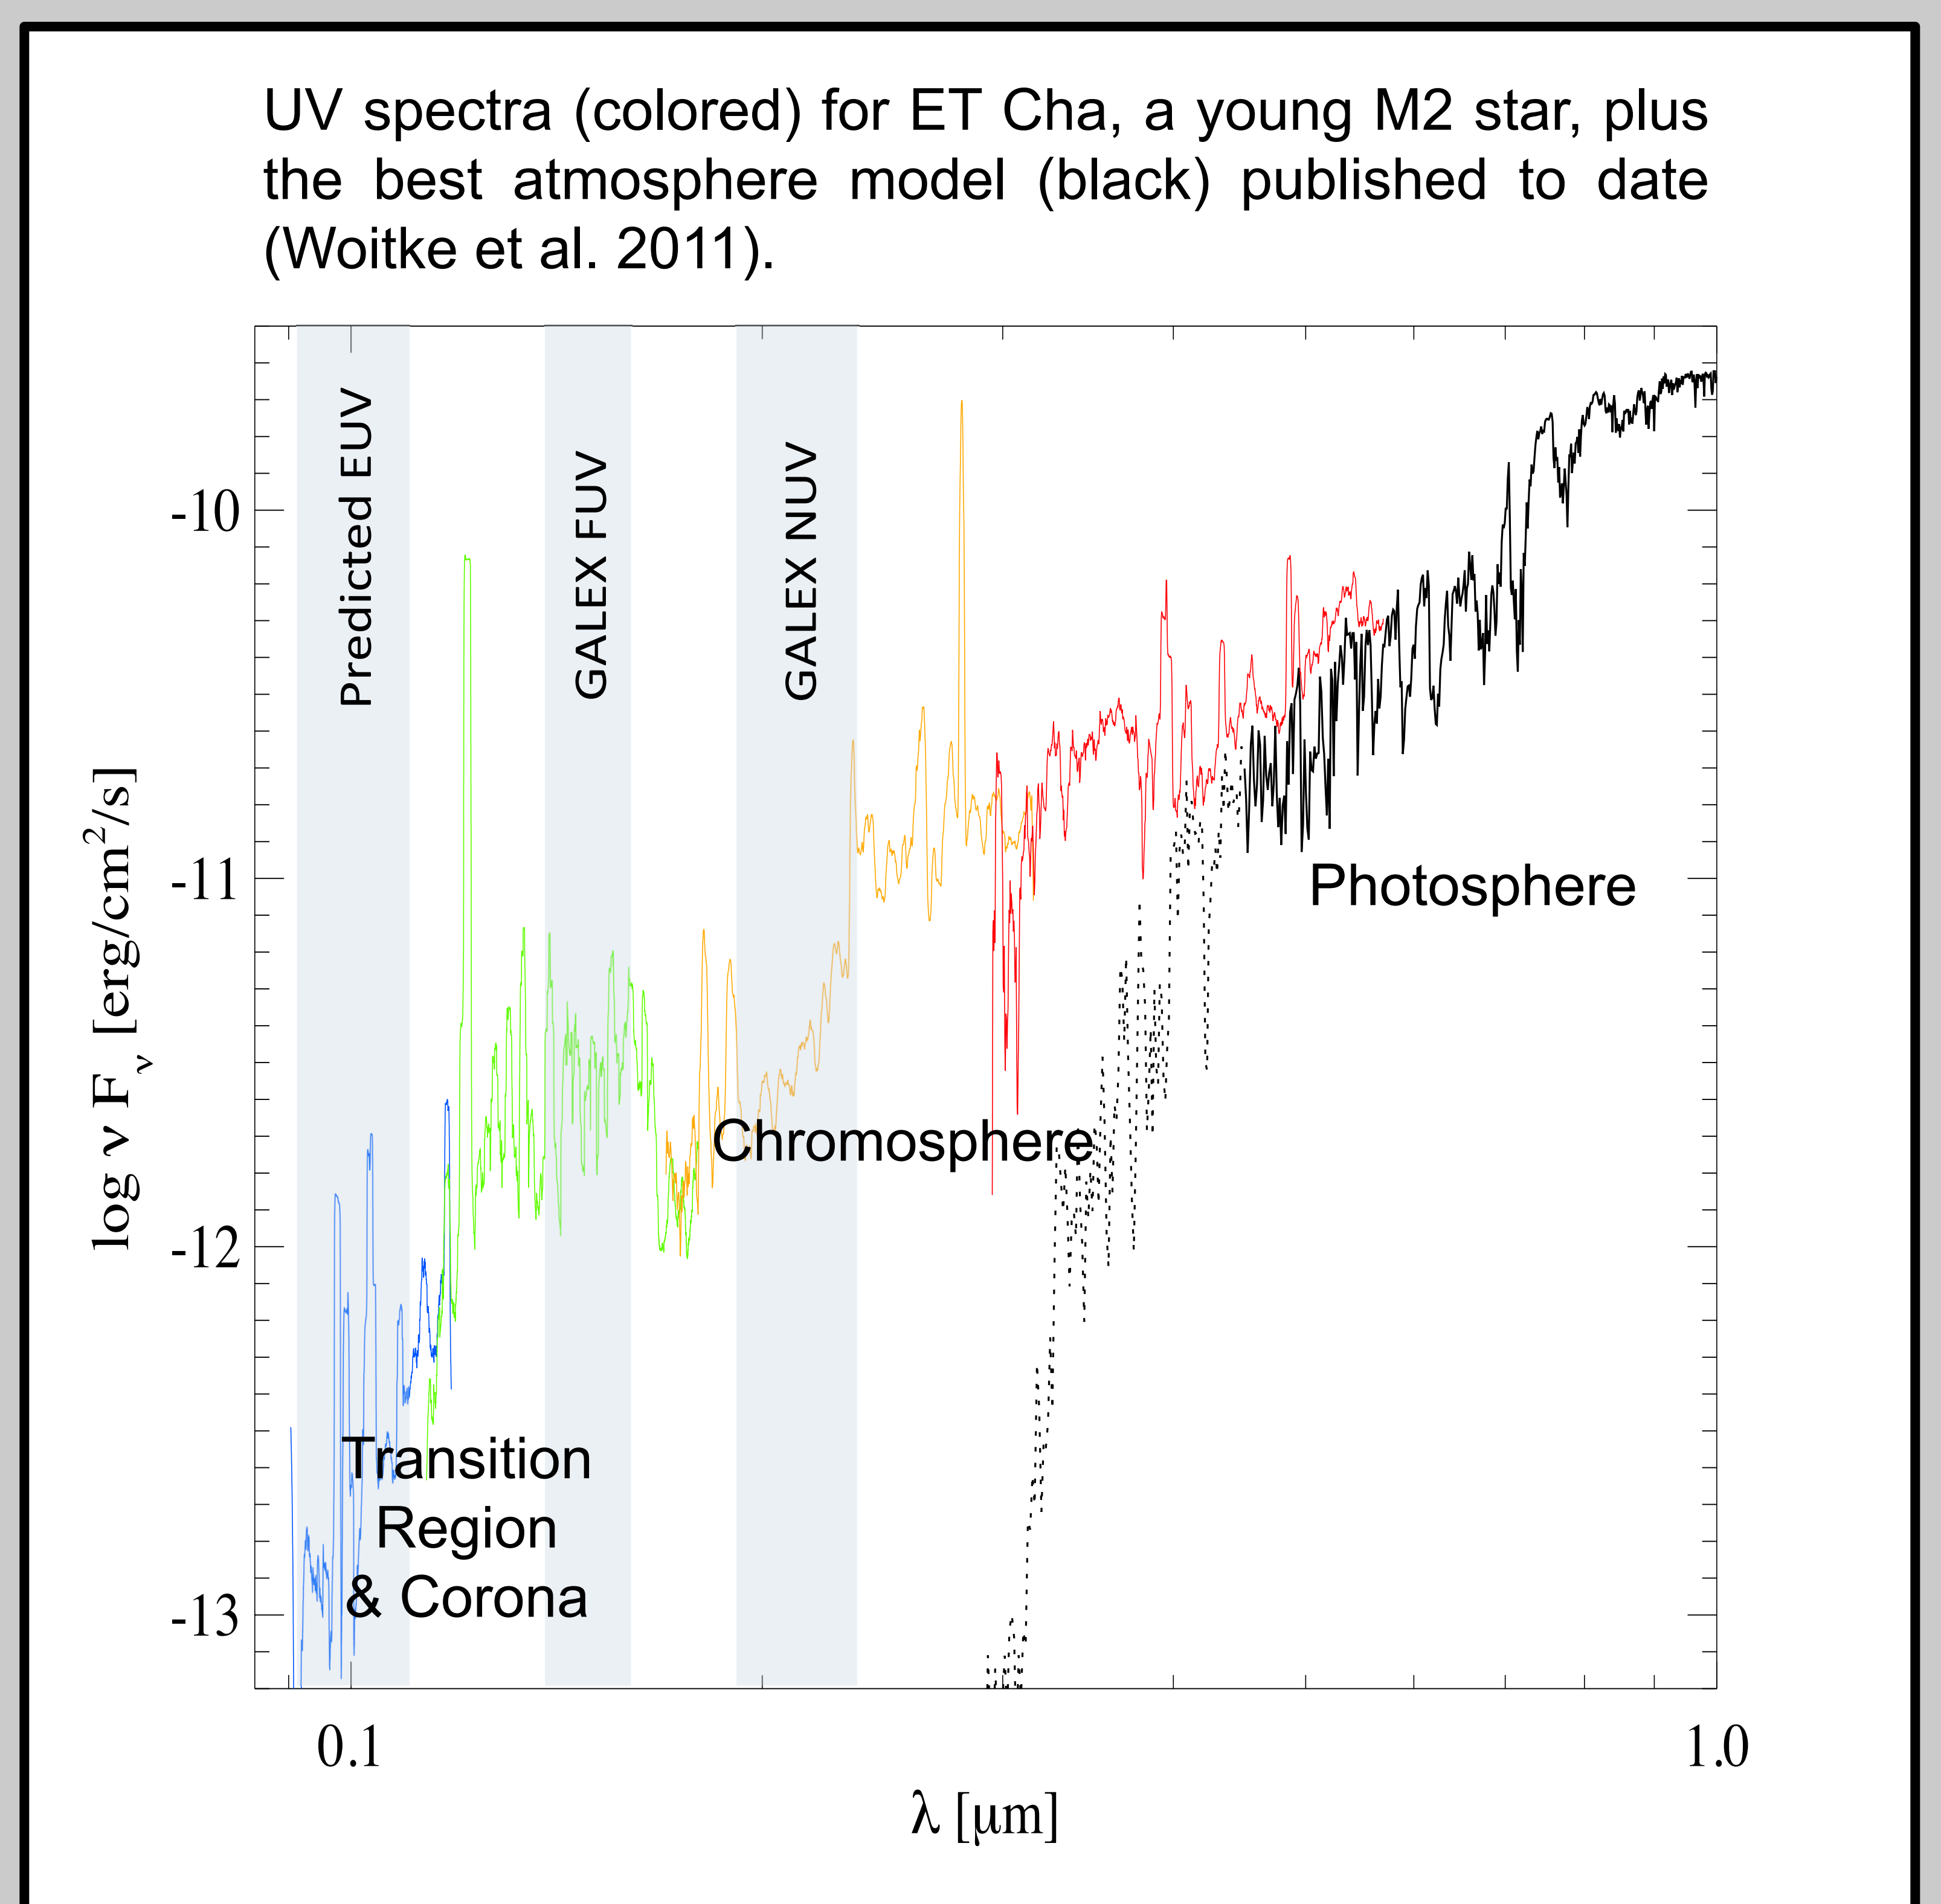 UV spectra (colored) for ET Cha, a young M2 star, plus
the best atmosphere model (black) published to date
(Woitke et al. 2011).
Predicted EUV
GALEX FUV
GALEX NUV
-10
-11
-12
-13
log ν Fν [erg/cm²/s]
Photosphere
Chromosphere
Transition
Region
& Corona
0.1
1.0
λ [μm]